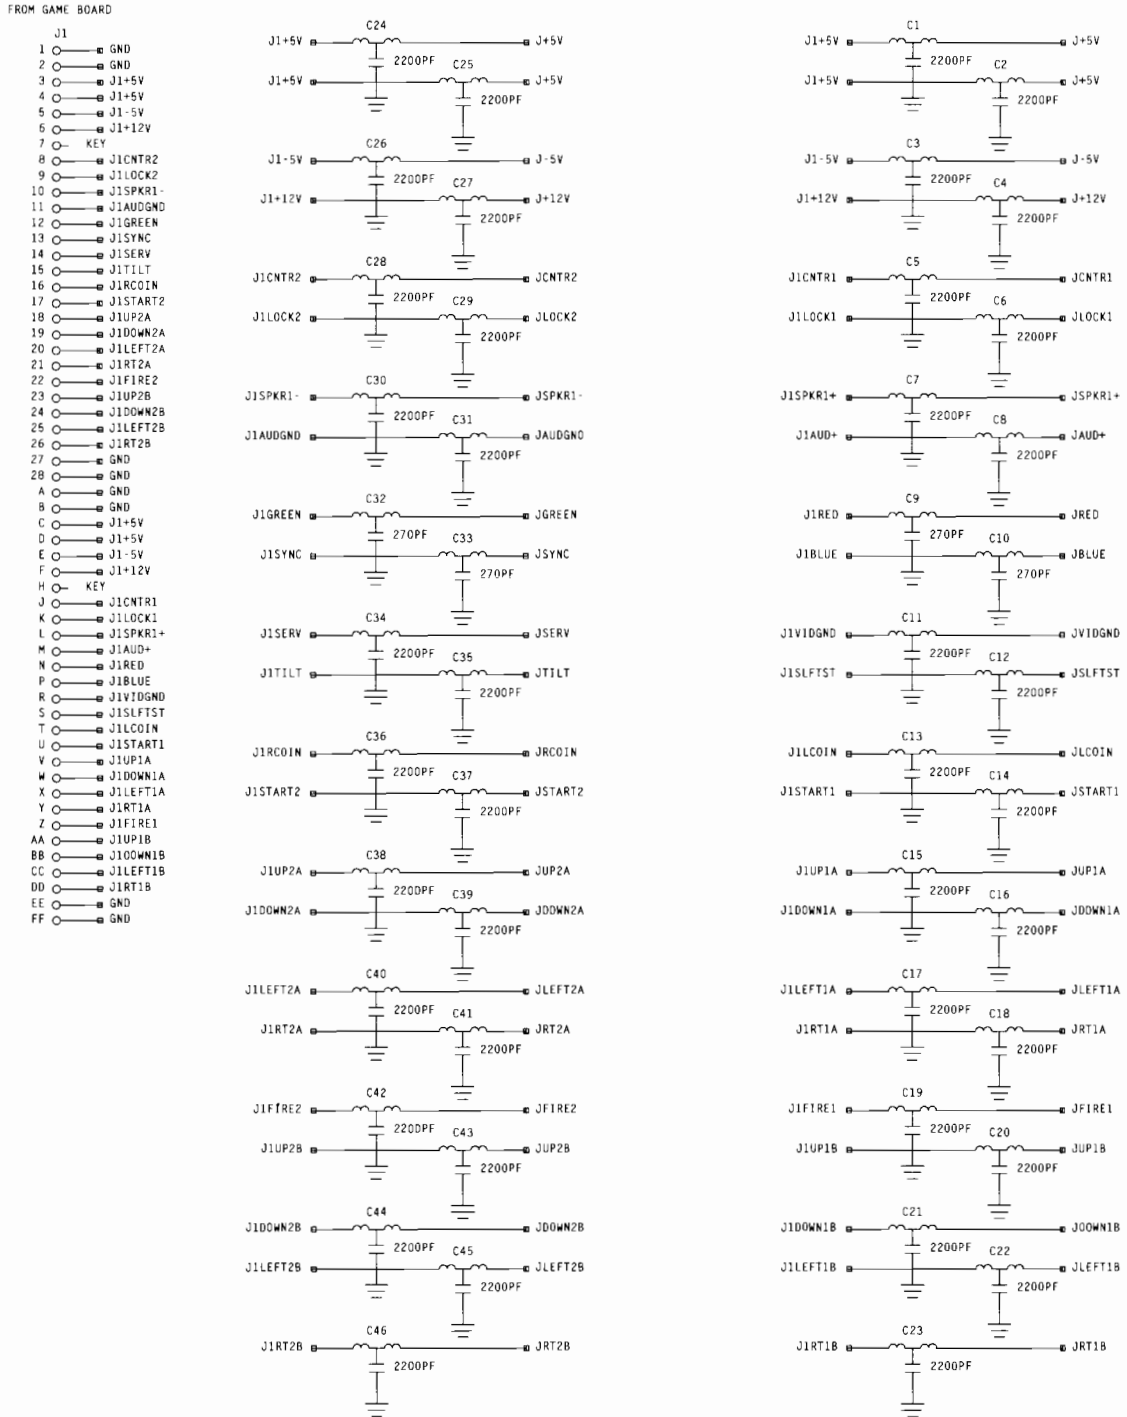 FROM GAME BOARD
J1
1 GND
2 GND
3 J1+5V
4 J1+5V
5 J1-5V
6 J1+12V
7 KEY
8 J1CNTR2
9 J1LOCK2
10 J1SPKR1-
11 J1AUDGND
12 J1GREEN
13 J1SYNC
14 J1SERV
15 J1TILT
16 J1RCOIN
17 J1START2
18 J1UP2A
19 J1DOWN2A
20 J1LEFT2A
21 J1RT2A
22 J1FIRE2
23 J1UP2B
24 J1DOWN2B
25 J1LEFT2B
26 J1RT2B
27 GND
28 GND
A GND
B GND
C J1+5V
D J1+5V
E J1-5V
F J1+12V
H KEY
J J1CNTR1
K J1LOCK1
L J1SPKR1+
M J1AUD+
N J1RED
P J1BLUE
R J1VIDGND
S J1SLFTST
T J1LCOIN
U J1START1
V J1UP1A
W J1DOWN1A
X J1LEFT1A
Y J1RT1A
Z J1FIRE1
AA J1UP1B
BB J1DOWN1B
CC J1LEFT1B
DD J1RT1B
EE GND
FF GND
C24
J1+5V J+5V
2200PF C25
J1+5V J+5V
2200PF
C26
J1-5V J-5V
2200PF C27
J1+12V J+12V
2200PF
C28
J1CNTR2 JCNTR2
2200PF C29
J1LOCK2 JLOCK2
2200PF
C30
J1SPKR1- JSPKR1-
2200PF C31
J1AUDGND JAUDGND
2200PF
C32
J1GREEN JGREEN
270PF C33
J1SYNC JSYNC
270PF
C34
J1SERV JSERV
2200PF C35
J1TILT JTILT
2200PF
C36
J1RCOIN JRCOIN
2200PF C37
J1START2 JSTART2
2200PF
C38
J1UP2A JUP2A
2200PF C39
J1DOWN2A JDOWN2A
2200PF
C40
J1LEFT2A JLEFT2A
2200PF C41
J1RT2A JRT2A
2200PF
C42
J1FIRE2 JFIRE2
2200PF C43
J1UP2B JUP2B
2200PF
C44
J1DOWN2B JDOWN2B
2200PF C45
J1LEFT2B JLEFT2B
2200PF
C46
J1RT2B JRT2B
2200PF
C1
J1+5V J+5V
2200PF C2
J1+5V J+5V
2200PF
C3
J1-5V J-5V
2200PF C4
J1+12V J+12V
2200PF
C5
J1CNTR1 JCNTR1
2200PF C6
J1LOCK1 JLOCK1
2200PF
C7
J1SPKR1+ JSPKR1+
2200PF C8
J1AUD+ JAUD+
2200PF
C9
J1RED JRED
270PF C10
J1BLUE JBLUE
270PF
C11
J1VIDGND JVIDGND
2200PF C12
J1SLFTST JSLFTST
2200PF
C13
J1LCOIN JLCOIN
2200PF C14
J1START1 JSTART1
2200PF
C15
J1UP1A JUP1A
2200PF C16
J1DOWN1A JDOWN1A
2200PF
C17
J1LEFT1A JLEFT1A
2200PF C18
J1RT1A JRT1A
2200PF
C19
J1FIRE1 JFIRE1
2200PF C20
J1UP1B JUP1B
2200PF
C21
J1DOWN1B JDOWN1B
2200PF C22
J1LEFT1B JLEFT1B
2200PF
C23
J1RT1B JRT1B
2200PF